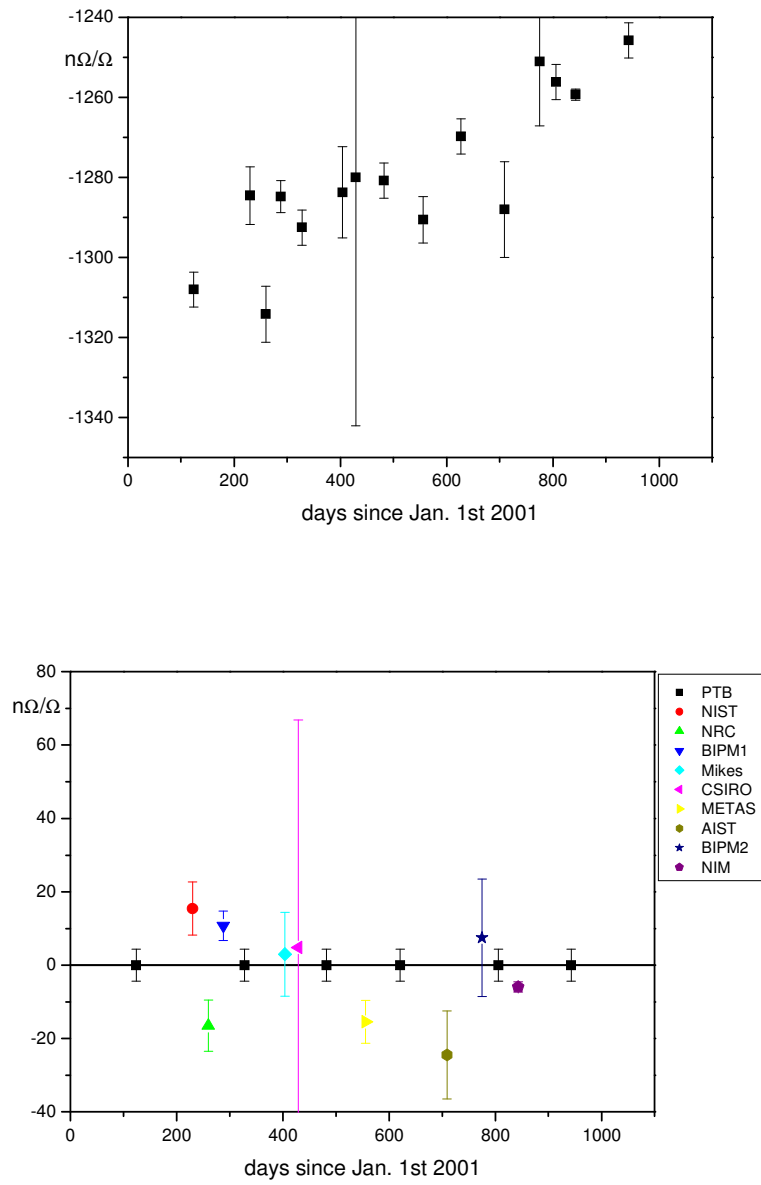 -1240
nΩ/Ω
-1260
-1280
-1300
-1320
-1340
0 200 400 600 800 1000
days since Jan. 1st 2001
80
nΩ/Ω
60
40
20
0
-20
-40
0 200 400 600 800 1000
days since Jan. 1st 2001
PTB
NIST
NRC
BIPM1
Mikes
CSIRO
METAS
AIST
BIPM2
NIM